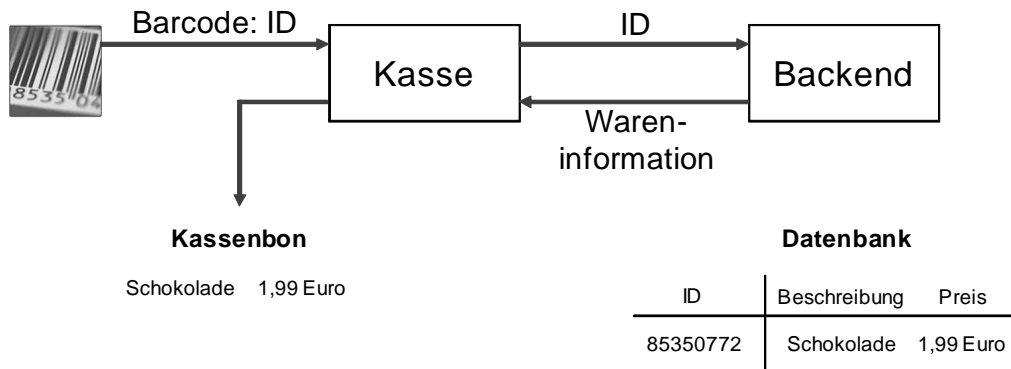 Barcode: ID
ID
8535 04
Kasse
Backend
Waren-
information
Kassenbon
Datenbank
Schokolade 1,99 Euro
ID Beschreibung Preis
85350772 Schokolade 1,99 Euro